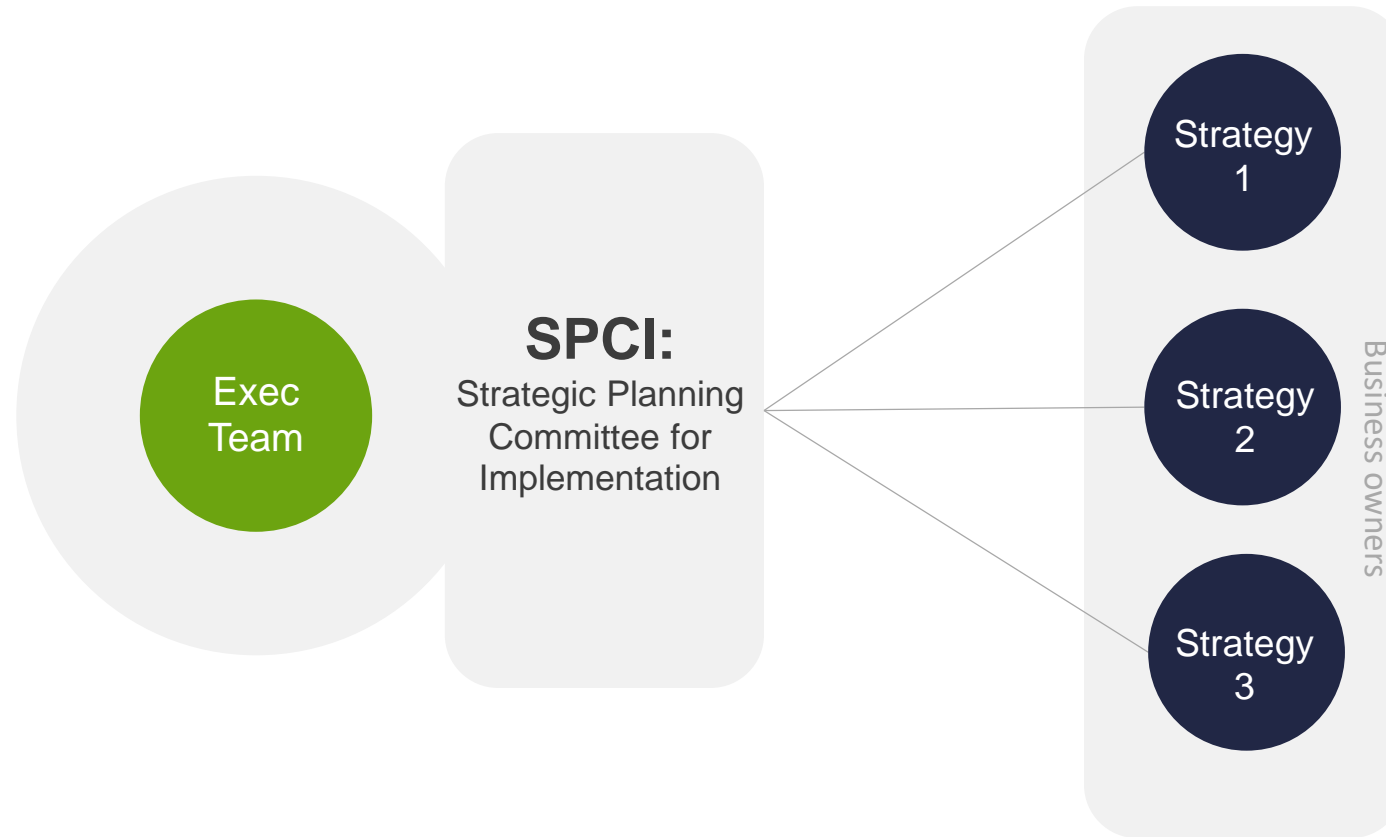 Exec
Team
SPCI:
Strategic Planning
Committee for
Implementation
Strategy
1
Strategy
2
Strategy
3
Business owners